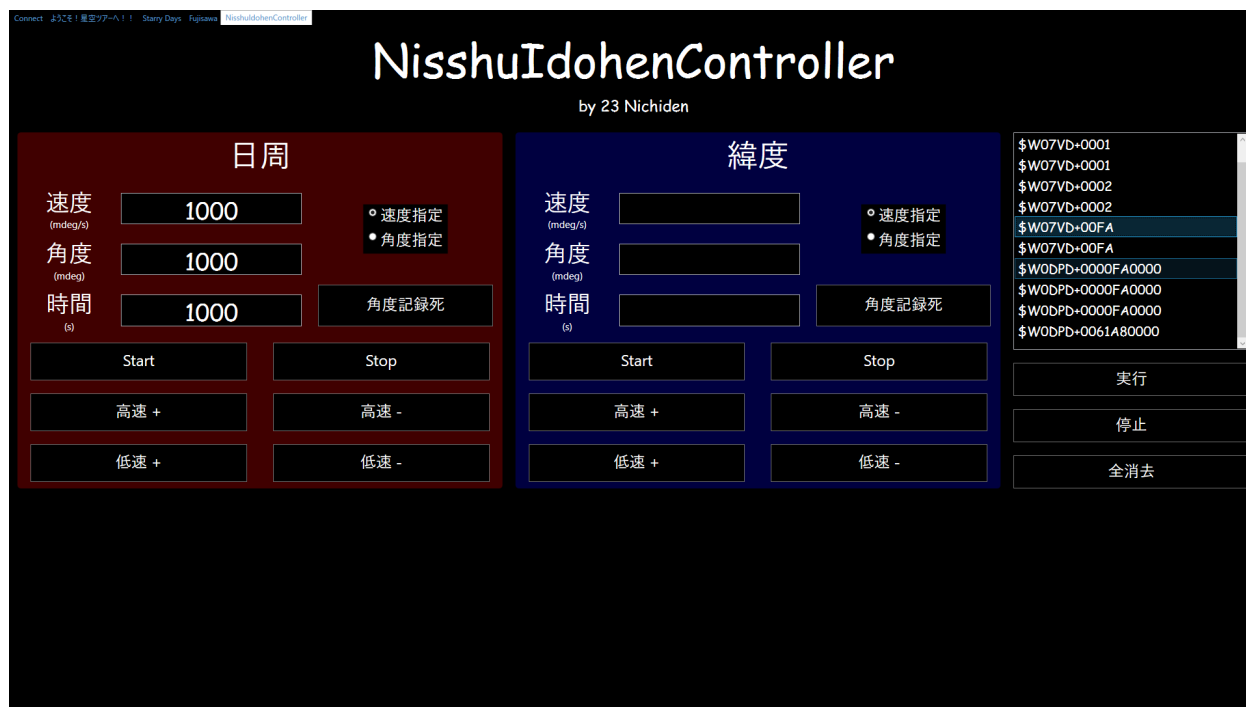 Connect ようこそ！星空ツアーへ！！ Starry Days Fujisawa NisshuIdohenController
NisshuIdohenController
by 23 Nichiden
日周
速度
(mdeg/s)
1000
角度
(mdeg)
1000
時間
(s)
1000
速度指定
角度指定
角度記録死
Start
Stop
高速 +
高速 -
低速 +
低速 -
緯度
速度
(mdeg/s)
角度
(mdeg)
時間
(s)
速度指定
角度指定
角度記録死
Start
Stop
高速 +
高速 -
低速 +
低速 -
$W07VD+0001
$W07VD+0001
$W07VD+0002
$W07VD+0002
$W07VD+00FA
$W07VD+00FA
$W0DPD+0000FA0000
$W0DPD+0000FA0000
$W0DPD+0000FA0000
$W0DPD+0061A80000
実行
停止
全消去